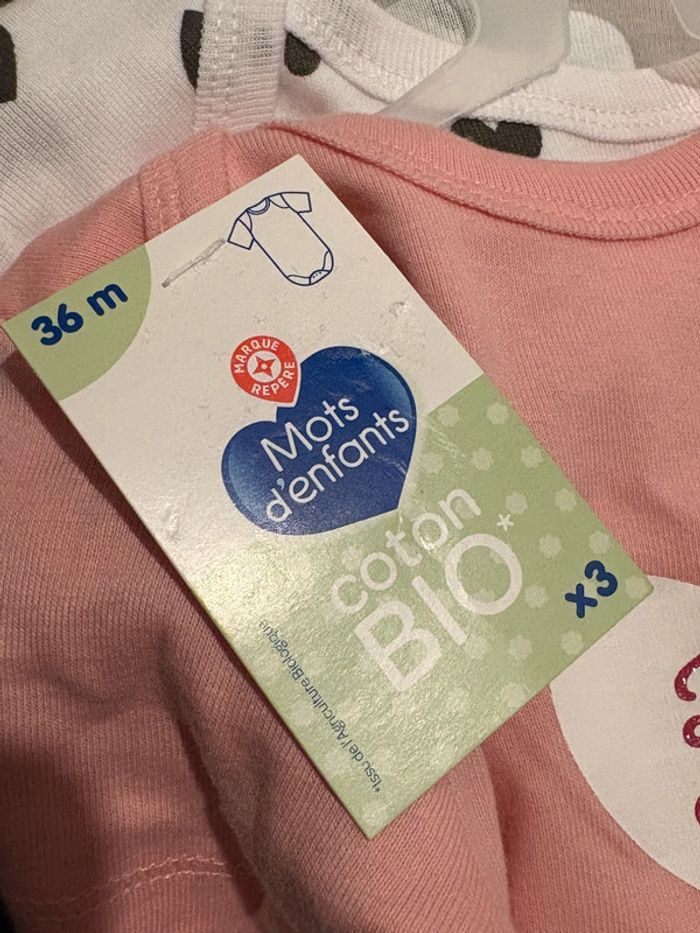 36 m
MARQUE
REPÈRE
Mots
d'enfants
coton
BIO*
x3
*Issu de l'Agriculture Biologique